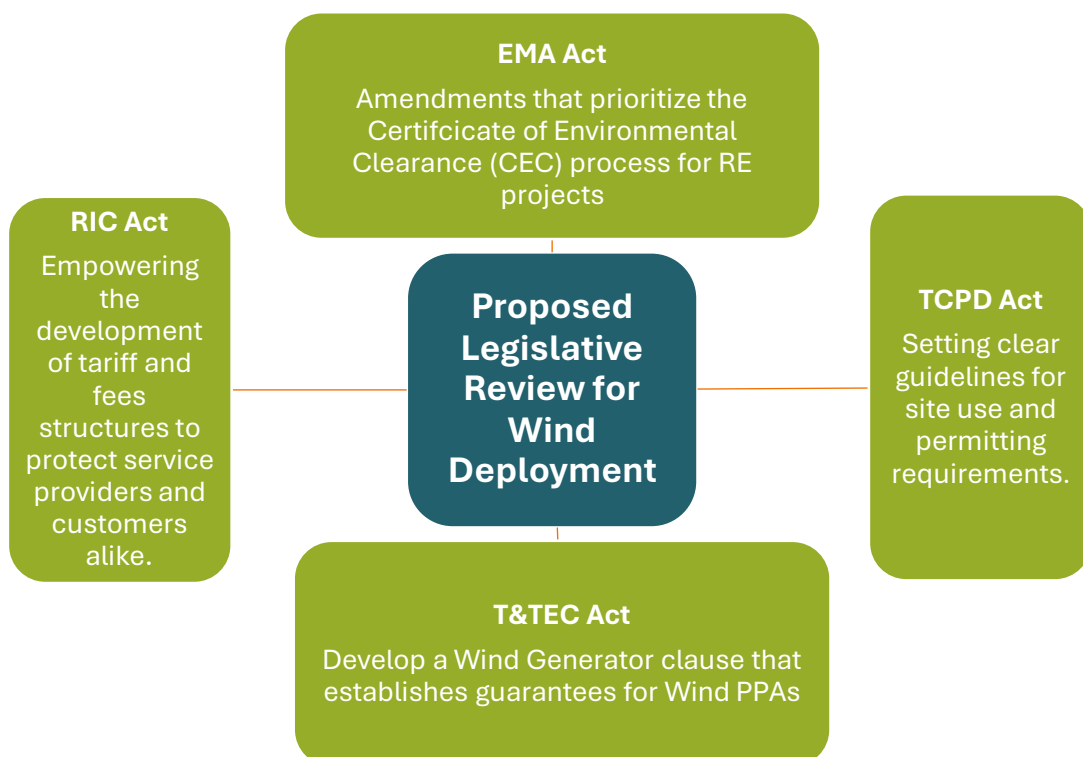 EMA Act
Amendments that prioritize the
Certifcicate of Environmental
Clearance (CEC) process for RE
projects
RIC Act
Empowering
the
development
of tariff and
fees
structures to
protect service
providers and
customers
alike.
Proposed
Legislative
Review for
Wind
Deployment
TCPD Act
Setting clear
guidelines for
site use and
permitting
requirements.
T&TEC Act
Develop a Wind Generator clause that
establishes guarantees for Wind PPAs